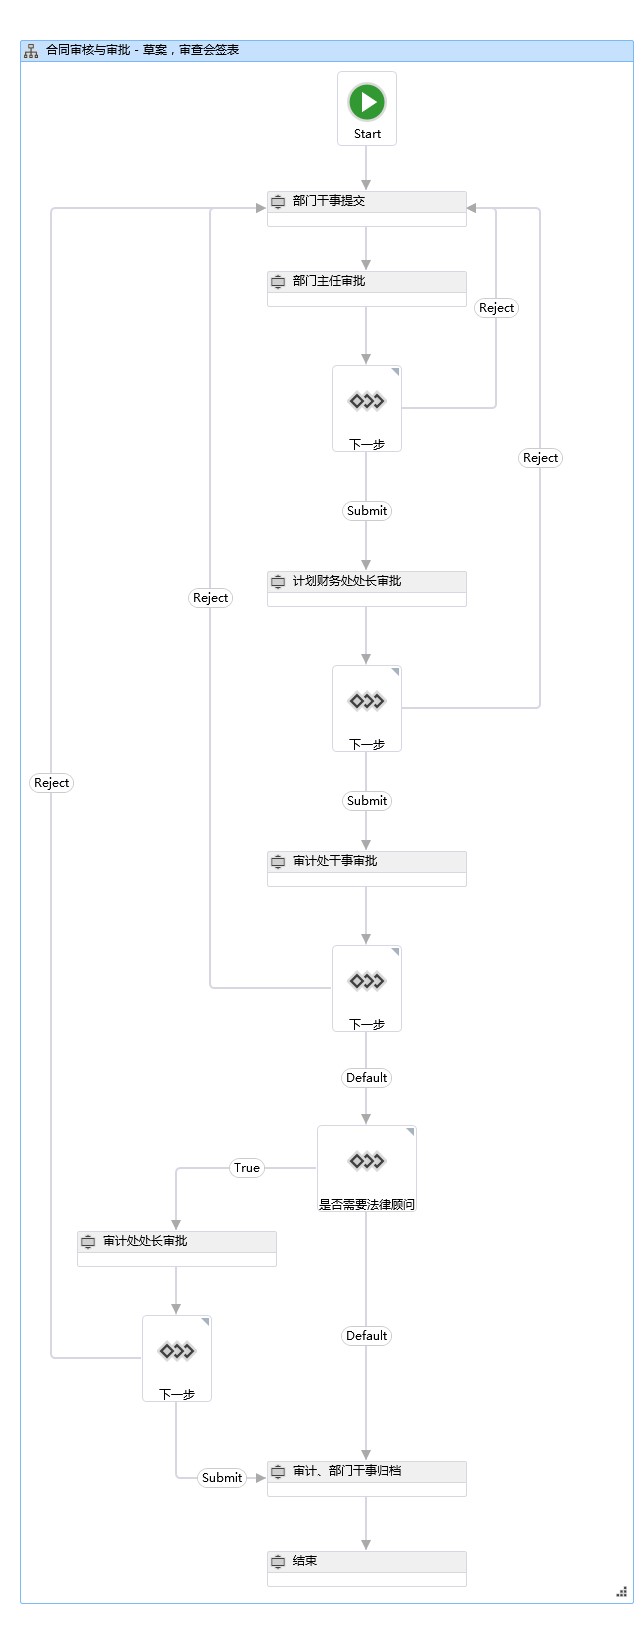 合同审核与审批 - 草案，审查会签表
Start
部门干事提交
部门主任审批
Reject
下一步
Reject
Submit
计划财务处处长审批
Reject
下一步
Reject
Submit
审计处干事审批
下一步
Default
True
是否需要法律顾问
审计处处长审批
Default
下一步
审计、部门干事归档
Submit
结束